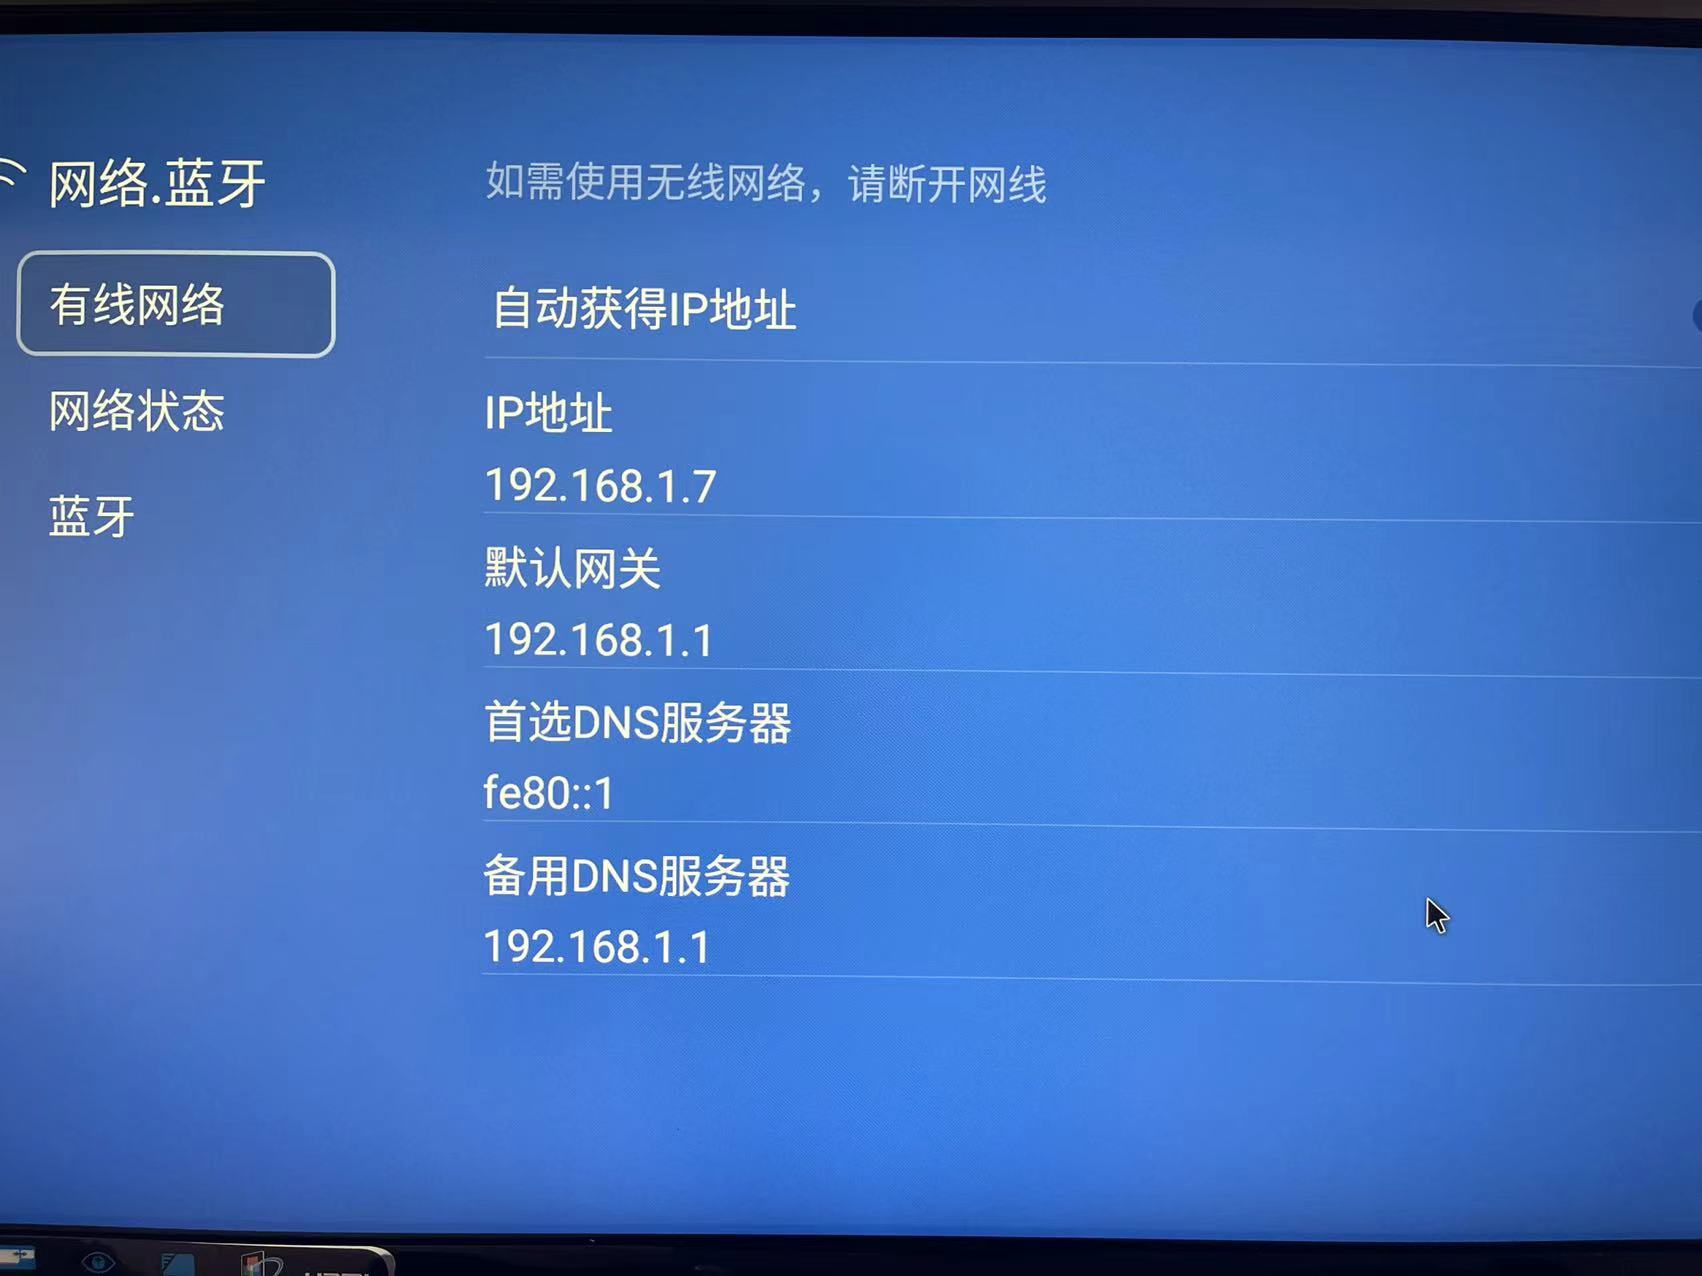 网络.蓝牙
如需使用无线网络，请断开网线
有线网络
网络状态
蓝牙
自动获得IP地址
IP地址
192.168.1.7
默认网关
192.168.1.1
首选DNS服务器
fe80::1
备用DNS服务器
192.168.1.1